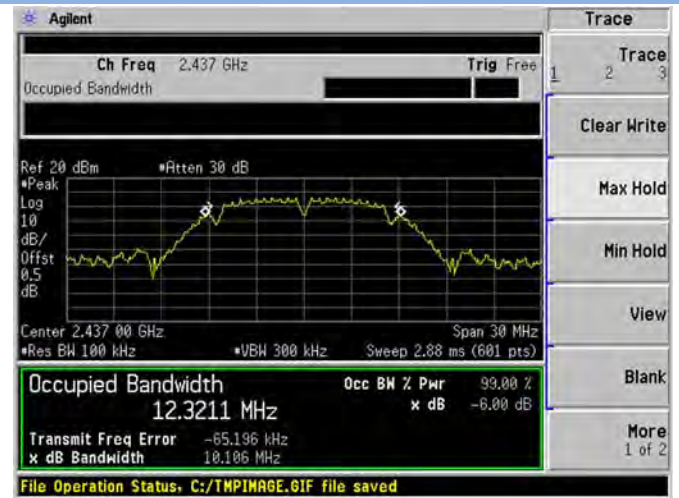 Agilent
Trace
Ch Freq 2.437 GHz Trig Free
Occupied Bandwidth
Trace
1 2 3
Clear Write
Max Hold
Min Hold
View
Blank
More
1 of 2
Ref 20 dBm *Atten 30 dB
*Peak
Log
10
dB/
Offst
0.5
dB
Center 2.437 00 GHz Span 30 MHz
*Res BW 100 kHz *VBW 300 kHz Sweep 2.88 ms (601 pts)
Occupied Bandwidth Occ BW % Pwr 99.00 %
12.3211 MHz x dB -6.00 dB
Transmit Freq Error -65.196 kHz
x dB Bandwidth 10.106 MHz
File Operation Status, C:/TMPIMAGE.GIF file saved